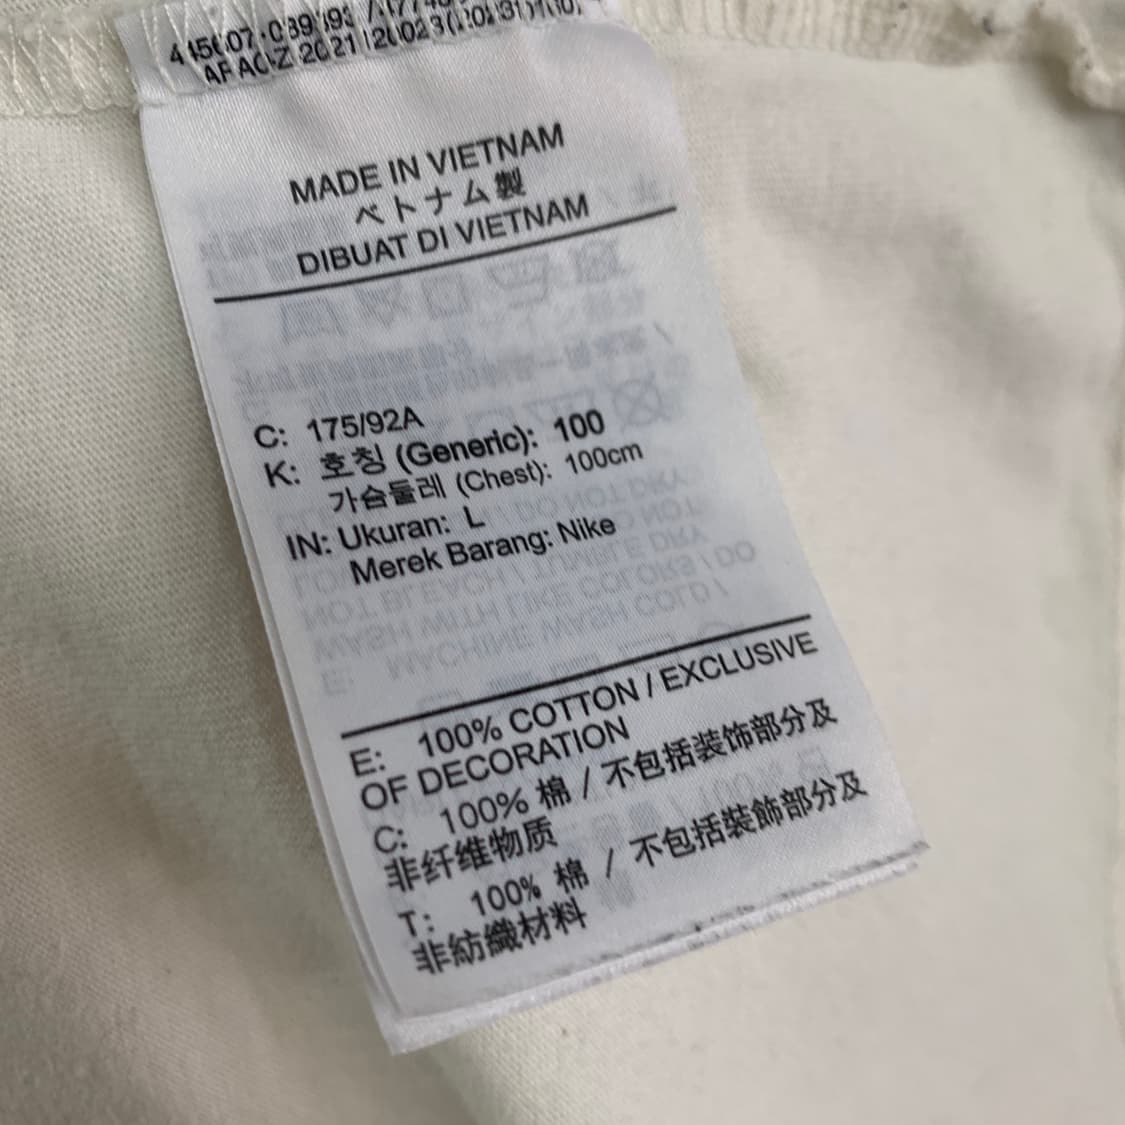 MADE IN VIETNAM
ベトナム製
DIBUAT DI VIETNAM
C: 175/92A
K: 호칭 (Generic): 100
가슴둘레 (Chest): 100cm
IN: Ukuran: L
Merek Barang: Nike
E: 100% COTTON / EXCLUSIVE
OF DECORATION
C: 100% 棉 / 不包括装饰部分及
非纤维物质
T: 100% 棉 / 不包括裝飾部分及
非紡織材料